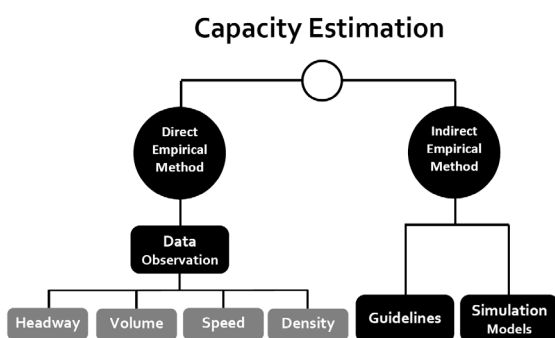 Capacity Estimation
Direct
Empirical
Method
Indirect
Empirical
Method
Data
Observation
Headway
Volume
Speed
Density
Guidelines
Simulation
Models